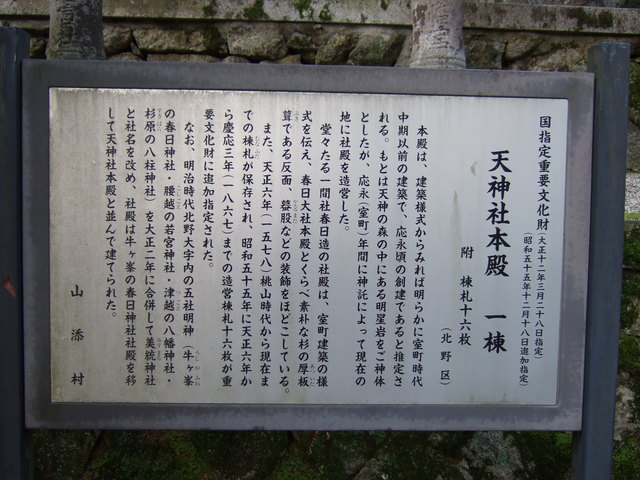 国指定重要文化財
(大正十二年三月二十八日指定)
(昭和五十五年十二月十八日追加指定)
天神社本殿 一棟
附 棟札十六枚
(北野区)
本殿は、建築様式からみれば明らかに室町時代
中期以前の建築で、応永頃の創建であると推定さ
れる。もとは天神の森の中にある明星岩をご神体
としたが、応永(室町)年間に神託によって現在の
地に社殿を造営した。
堂々たる一間社春日造の社殿は、室町建築の様
式を伝え、春日大社本殿とくらべ素朴な杉の厚板
葺である反面、蟇股などの装飾をほどこしている。
また、天正六年(一五七八)桃山時代から現在ま
での棟札が保存され、昭和五十五年に天正六年か
ら慶応三年(一八六七)までの造営棟札十六枚が重
要文化財に追加指定された。
なお、明治時代北野大字内の五社明神(牛ヶ峯
の春日神社・腰越の若宮神社・津越の八幡神社・
杉原の八柱神社)を大正二年に合併して美統神社
と社名を改め、社殿は牛ヶ峯の春日神社社殿を移
して天神社本殿と並んで建てられた。
山添村